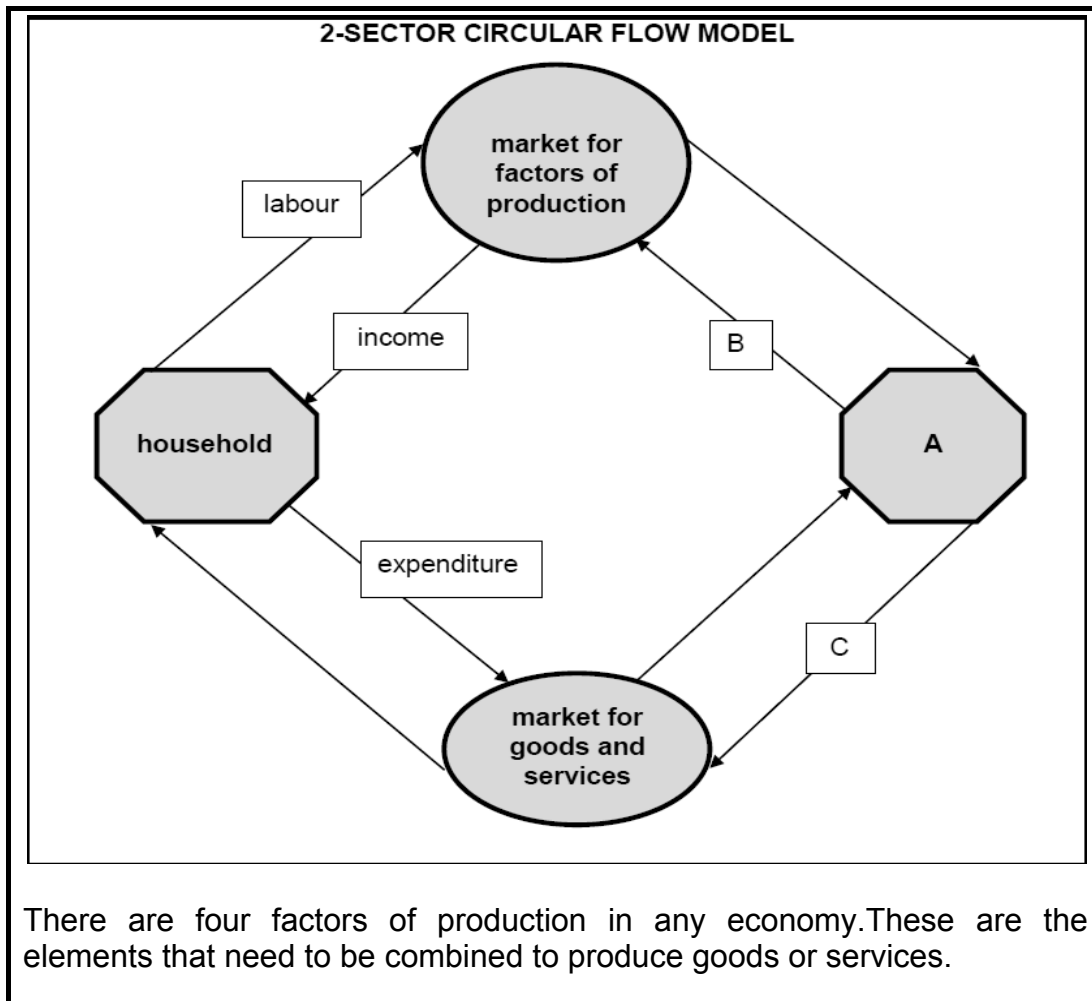 2-SECTOR CIRCULAR FLOW MODEL
market for
factors of
production
labour
income
B
household
A
expenditure
C
market for
goods and
services
There are four factors of production in any economy.These are the
elements that need to be combined to produce goods or services.